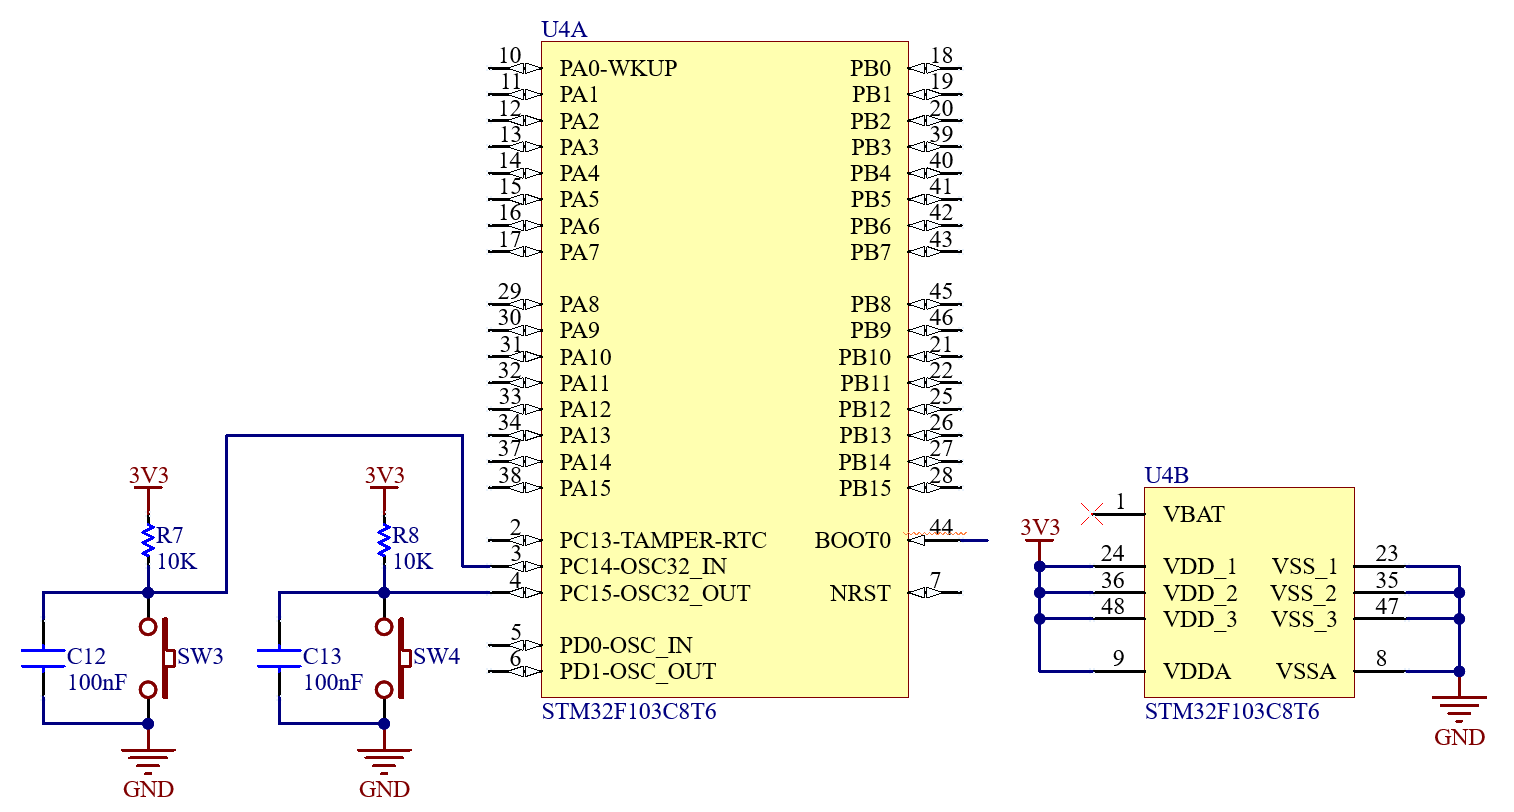 U4A
10 PA0-WKUP PB0 18
11 PA1 PB1 19
12 PA2 PB2 20
13 PA3 PB3 39
14 PA4 PB4 40
15 PA5 PB5 41
16 PA6 PB6 42
17 PA7 PB7 43
29 PA8 PB8 45
30 PA9 PB9 46
31 PA10 PB10 21
32 PA11 PB11 22
33 PA12 PB12 25
34 PA13 PB13 26
37 PA14 PB14 27
38 PA15 PB15 28
2 PC13-TAMPER-RTC BOOT0 44
3 PC14-OSC32_IN
4 PC15-OSC32_OUT NRST 7
5 PD0-OSC_IN
6 PD1-OSC_OUT
STM32F103C8T6
3V3
R7
10K
C12
100nF
SW3
GND
3V3
R8
10K
C13
100nF
SW4
GND
U4B
1 VBAT
3V3
24 VDD_1 VSS_1 23
36 VDD_2 VSS_2 35
48 VDD_3 VSS_3 47
9 VDDA VSSA 8
STM32F103C8T6
GND